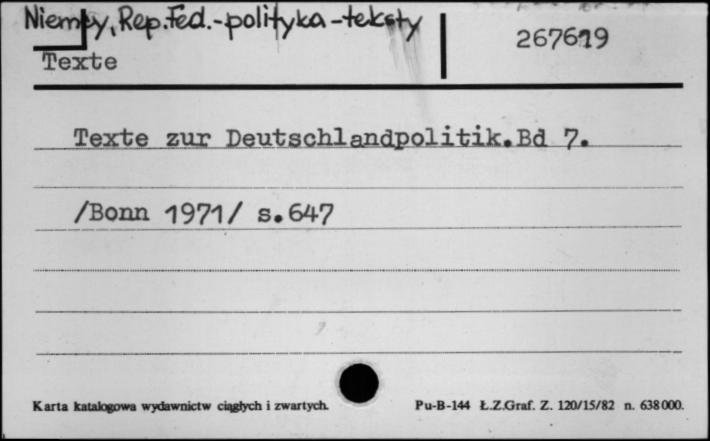 Niemcy, Rep. Fed. - polityka - teksty
267619
Texte
Texte zur Deutschlandpolitik. Bd 7.
/Bonn 1971/ s. 647
Karta katalogowa wydawnictw ciągłych i zwartych.
Pu-B-144 Ł.Z.Graf. Z. 120/15/82 n. 638000.